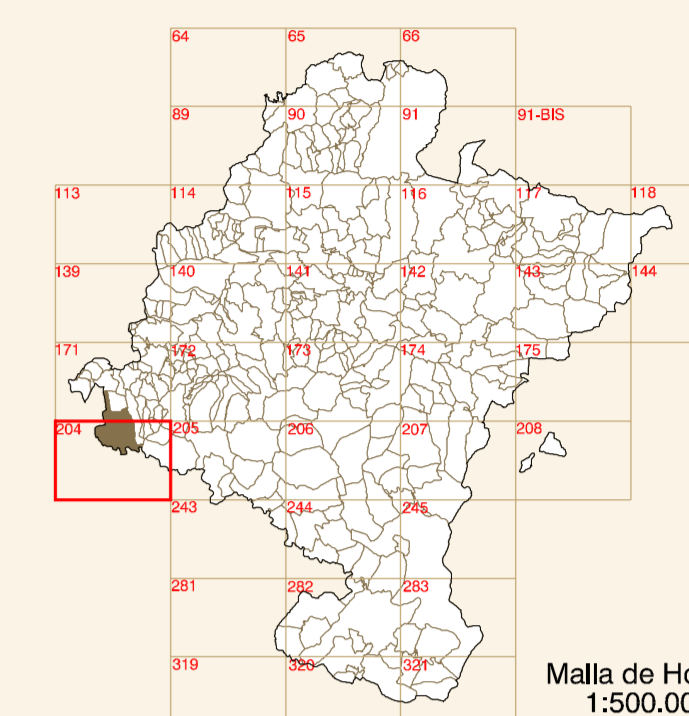 64 65 66
89 90 91 91-BIS
113 114 115 116 117 118
139 140 141 142 143 144
171 172 173 174 175
204 205 206 207 208
243 244 245
281 282 283
319 320 321
Malla de Ho
1:500.00